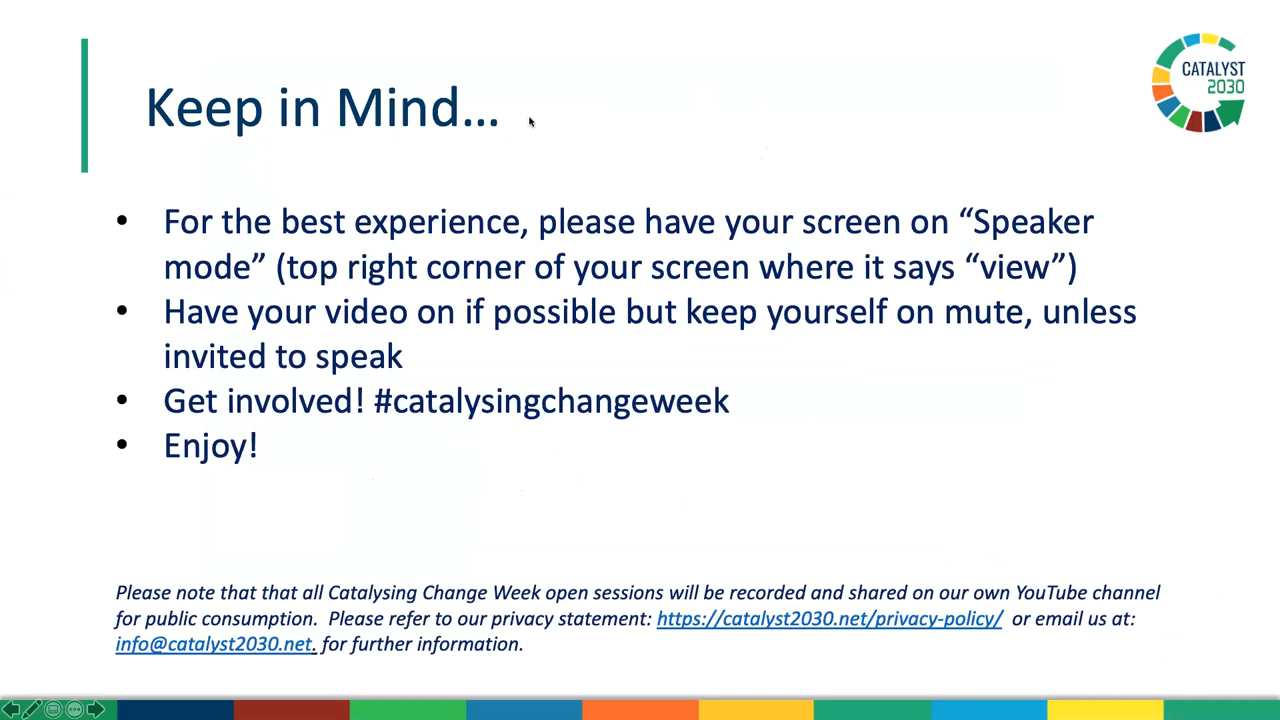 CATALYST
2030
Keep in Mind…
• For the best experience, please have your screen on “Speaker
mode” (top right corner of your screen where it says “view”)
• Have your video on if possible but keep yourself on mute, unless
invited to speak
• Get involved! #catalysingchangeweek
• Enjoy!
Please note that that all Catalysing Change Week open sessions will be recorded and shared on our own YouTube channel
for public consumption. Please refer to our privacy statement: https://catalyst2030.net/privacy-policy/ or email us at:
info@catalyst2030.net. for further information.